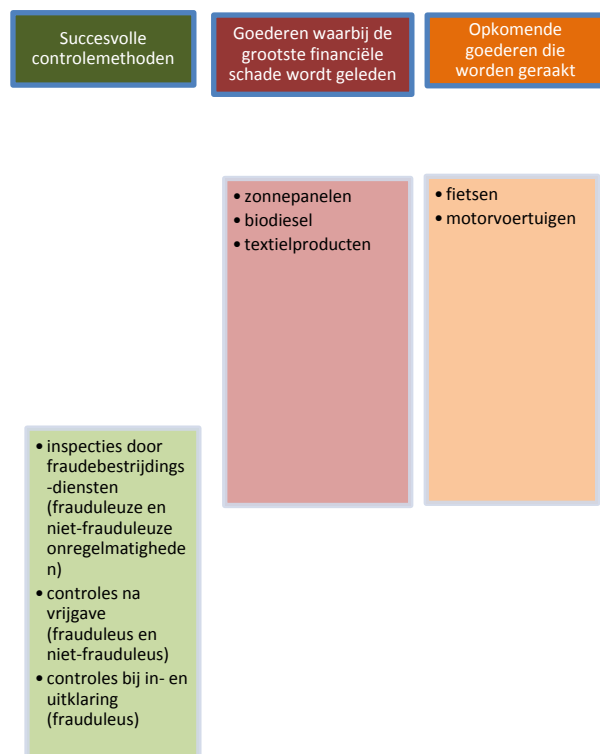 Succesvolle
controlemethoden
Goederen waarbij de
grootste financiële
schade wordt geleden
Opkomende
goederen die
worden geraakt
• zonnepanelen
• biodiesel
• textielproducten
• fietsen
• motorvoertuigen
• inspecties door
fraudebestrijdings
-diensten
(frauduleuze en
niet-frauduleuze
onregelmatighede
n)
• controles na
vrijgave
(frauduleus en
niet-frauduleus)
• controles bij in- en
uitklaring
(frauduleus)